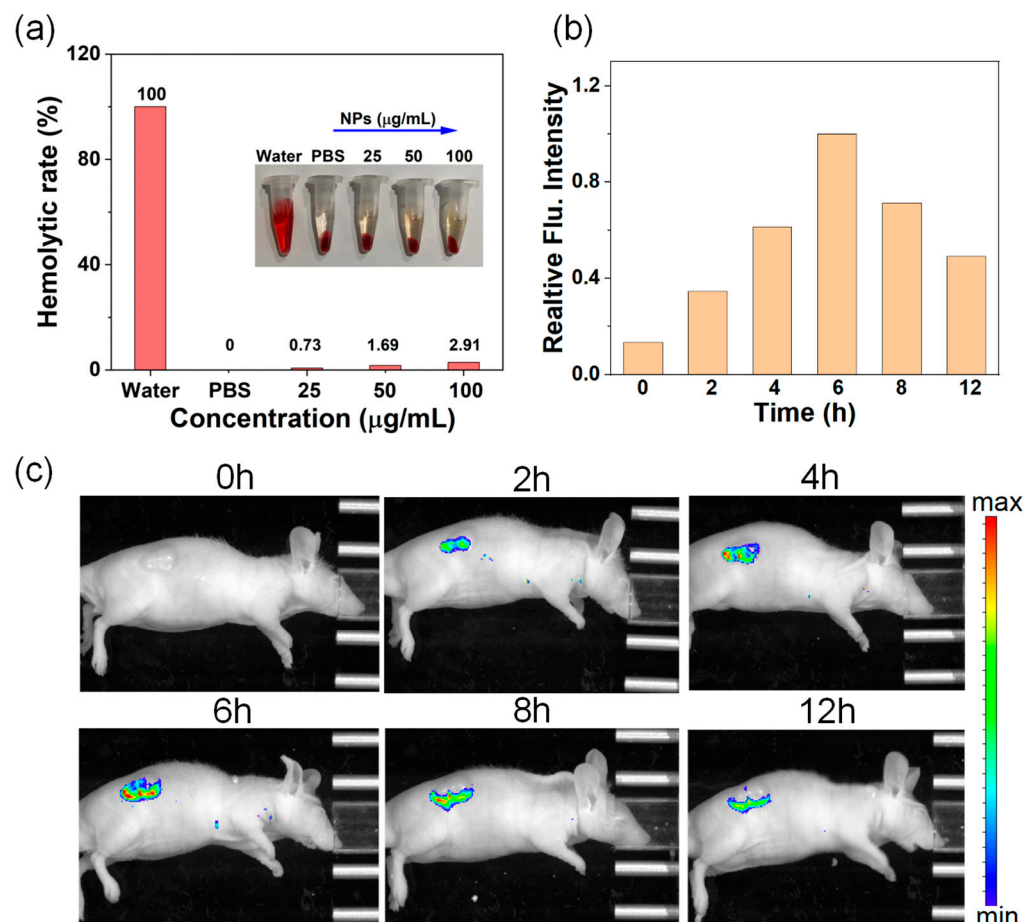 (a)
Hemolytic rate (%)
120
80
40
0
100
0
0.73
1.69
2.91
NPs (μg/mL)
Water PBS 25 50 100
Water PBS 25 50 100
Concentration (μg/mL)
(b)
Realtive Flu. Intensity
1.2
0.8
0.4
0.0
0 2 4 6 8 12
Time (h)
(c)
0h 2h 4h
6h 8h 12h
max
min